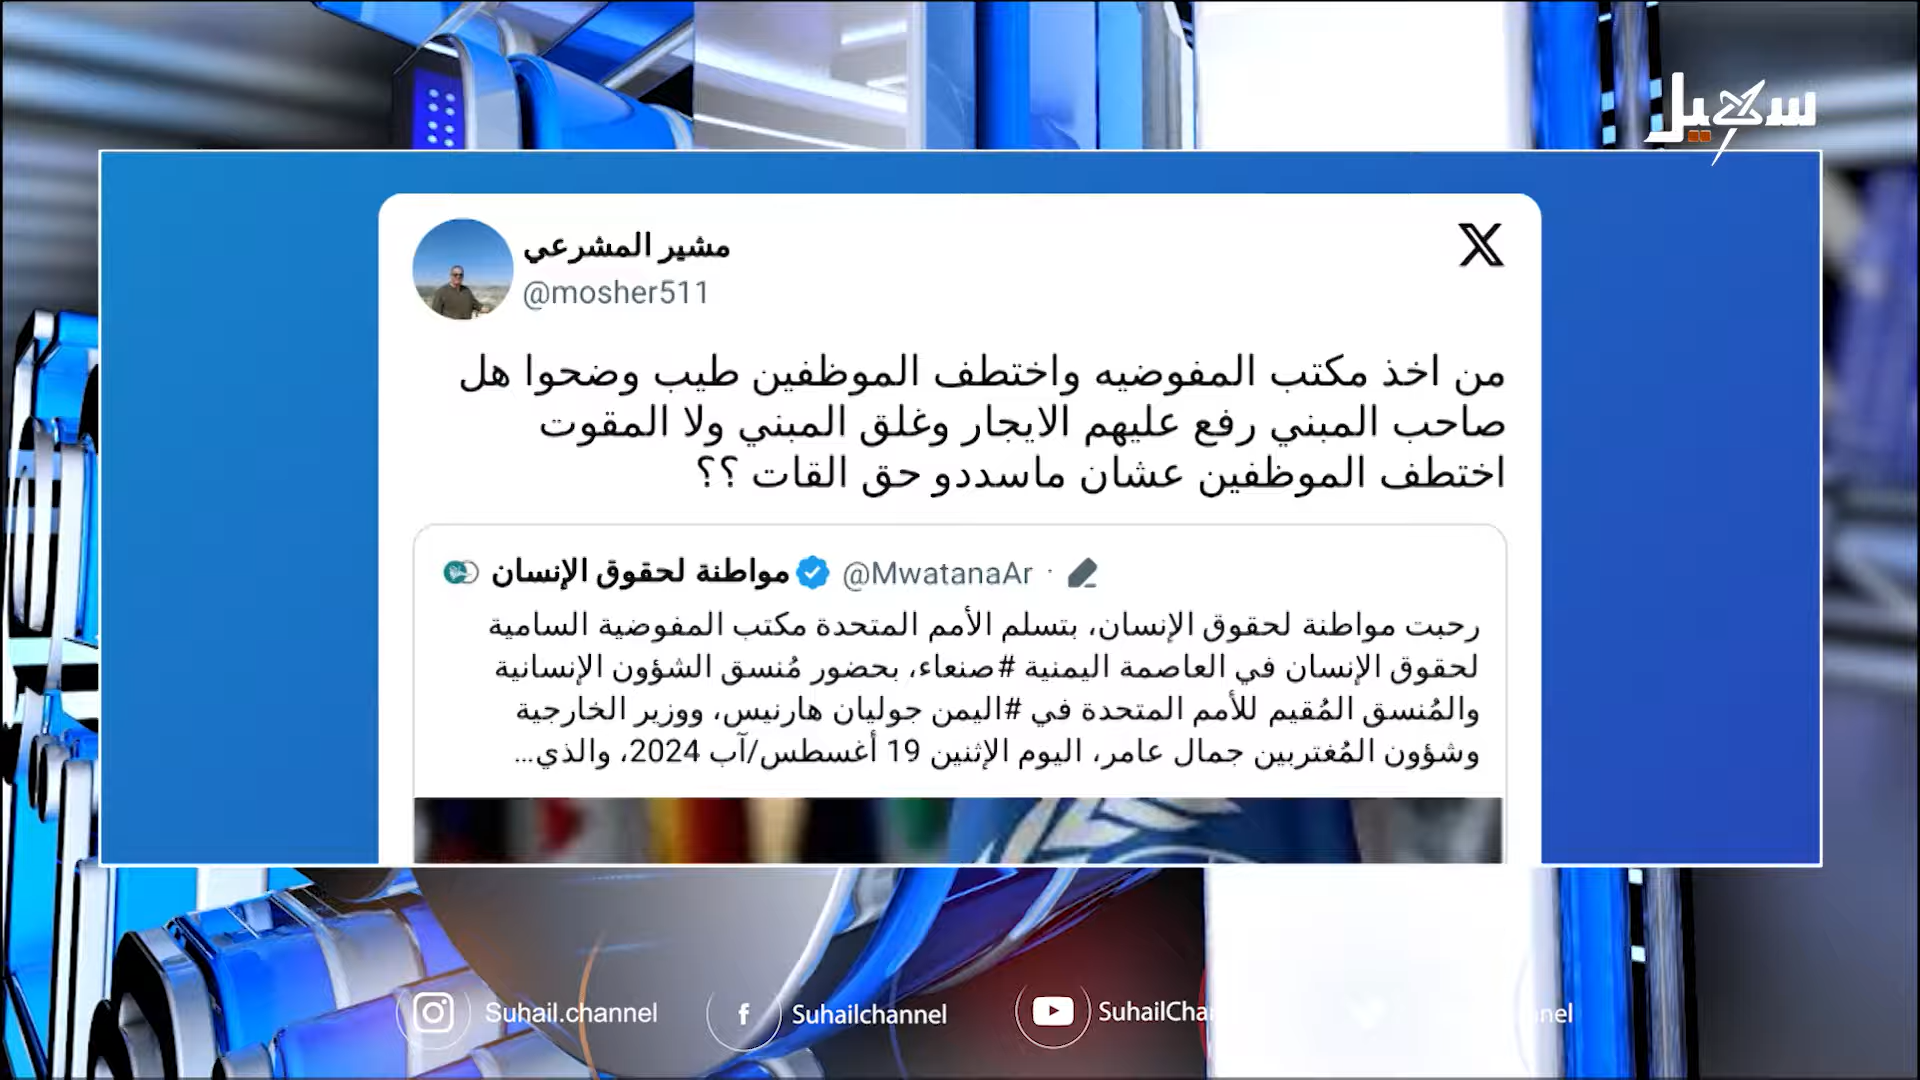 سهيل
مشير المشرعي
@mosher511
من اخذ مكتب المفوضيه واختطف الموظفين طيب وضحوا هل
صاحب المبني رفع عليهم الايجار وغلق المبني ولا المقوت
اختطف الموظفين عشان ماسددو حق القات ؟؟
مواطنة لحقوق الإنسان @MwatanaAr ·
رحبت مواطنة لحقوق الإنسان، بتسلم الأمم المتحدة مكتب المفوضية السامية
لحقوق الإنسان في العاصمة اليمنية #صنعاء، بحضور مُنسق الشؤون الإنسانية
والمُنسق المُقيم للأمم المتحدة في #اليمن جوليان هارنيس، ووزير الخارجية
وشؤون المُغتربين جمال عامر، اليوم الإثنين 19 أغسطس/آب 2024، والذي...
Suhail.channel
Suhailchannel